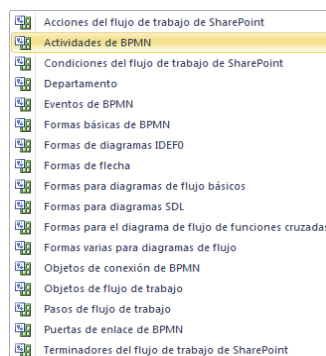 Acciones del flujo de trabajo de SharePoint
Actividades de BPMN
Condiciones del flujo de trabajo de SharePoint
Departamento
Eventos de BPMN
Formas básicas de BPMN
Formas de diagramas IDEF0
Formas de flecha
Formas para diagramas de flujo básicos
Formas para diagramas SDL
Formas para el diagrama de flujo de funciones cruzadas
Formas varias para diagramas de flujo
Objetos de conexión de BPMN
Objetos de flujo de trabajo
Pasos de flujo de trabajo
Puertas de enlace de BPMN
Terminadores del flujo de trabajo de SharePoint